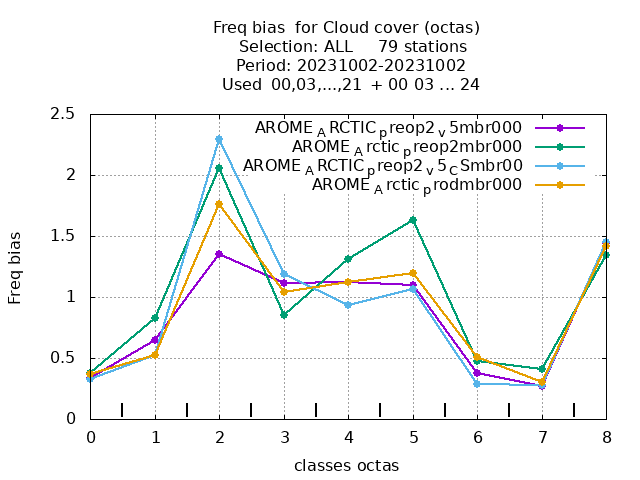 Freq bias  for Cloud cover (octas)
Selection: ALL     79 stations
Period: 20231002-20231002
Used  00,03,...,21  + 00 03 ... 24
AROME_ARCTIC_preop2_v5mbr000
AROME_Arctic_preop2mbr000
AROME_ARCTIC_preop2_v5_CSmbr00
AROME_Arctic_prodmbr000
2.5
2
1.5
1
0.5
0
Freq bias
0 1 2 3 4 5 6 7 8
classes octas